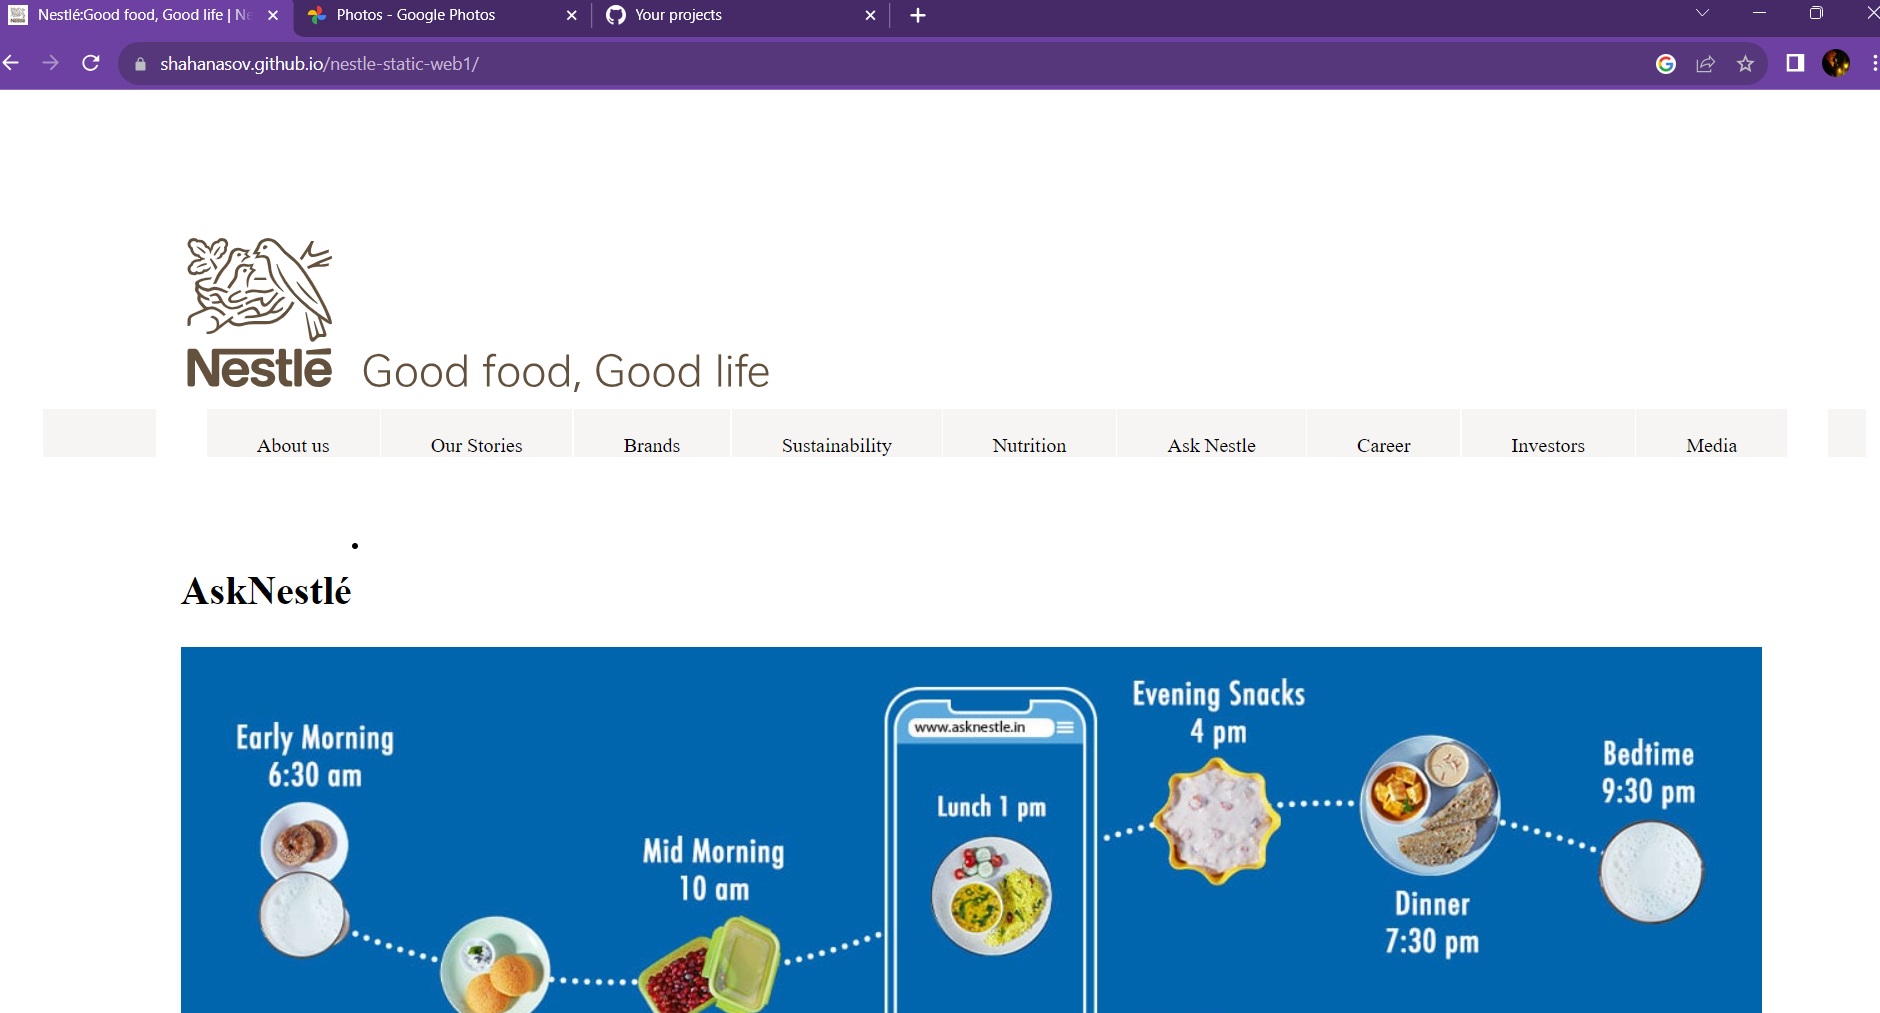 Nestlé:Good food, Good life | Ne
Photos - Google Photos
Your projects
shahanasov.github.io/nestle-static-web1/
Nestlé Good food, Good life
About us Our Stories Brands Sustainability Nutrition Ask Nestle Career Investors Media
•
AskNestlé
Early Morning
6:30 am
Mid Morning
10 am
www.asknestle.in
Lunch 1 pm
Evening Snacks
4 pm
Dinner
7:30 pm
Bedtime
9:30 pm